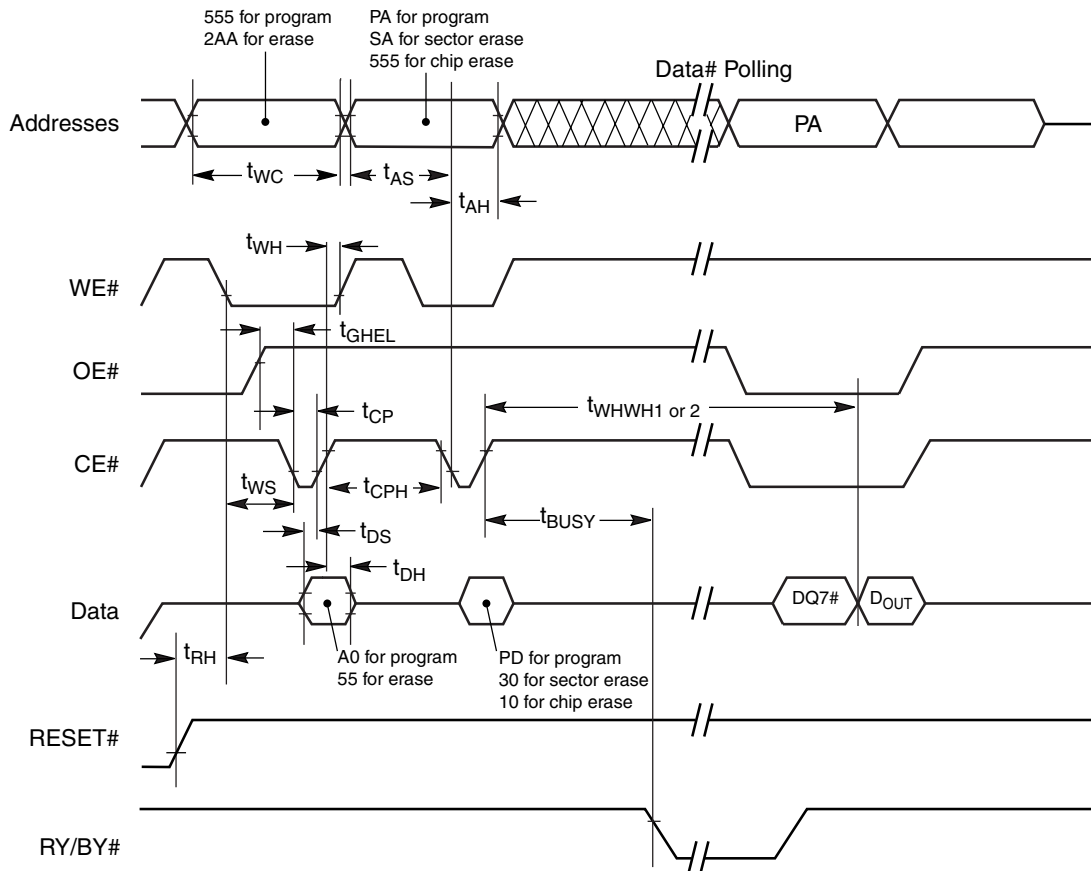 555 for program
2AA for erase
PA for program
SA for sector erase
555 for chip erase
Data# Polling
Addresses
PA
tWC
tAS
tAH
tWH
WE#
tGHEL
OE#
tCP
tWHWH1 or 2
CE#
tWS
tCPH
tBUSY
tDS
tDH
Data
DQ7#
DOUT
tRH
A0 for program
55 for erase
PD for program
30 for sector erase
10 for chip erase
RESET#
RY/BY#